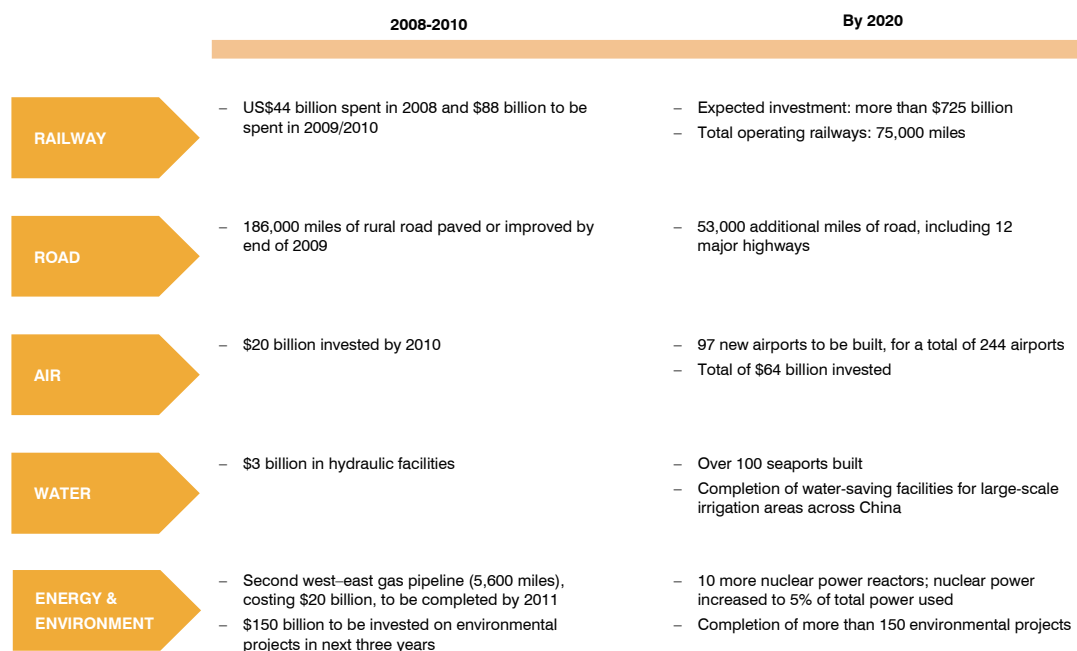 2008-2010
By 2020
RAILWAY
– US$44 billion spent in 2008 and $88 billion to be
spent in 2009/2010
– Expected investment: more than $725 billion
– Total operating railways: 75,000 miles
ROAD
– 186,000 miles of rural road paved or improved by
end of 2009
– 53,000 additional miles of road, including 12
major highways
AIR
– $20 billion invested by 2010
– 97 new airports to be built, for a total of 244 airports
– Total of $64 billion invested
WATER
– $3 billion in hydraulic facilities
– Over 100 seaports built
– Completion of water-saving facilities for large-scale
irrigation areas across China
ENERGY &
ENVIRONMENT
– Second west–east gas pipeline (5,600 miles),
costing $20 billion, to be completed by 2011
– $150 billion to be invested on environmental
projects in next three years
– 10 more nuclear power reactors; nuclear power
increased to 5% of total power used
– Completion of more than 150 environmental projects